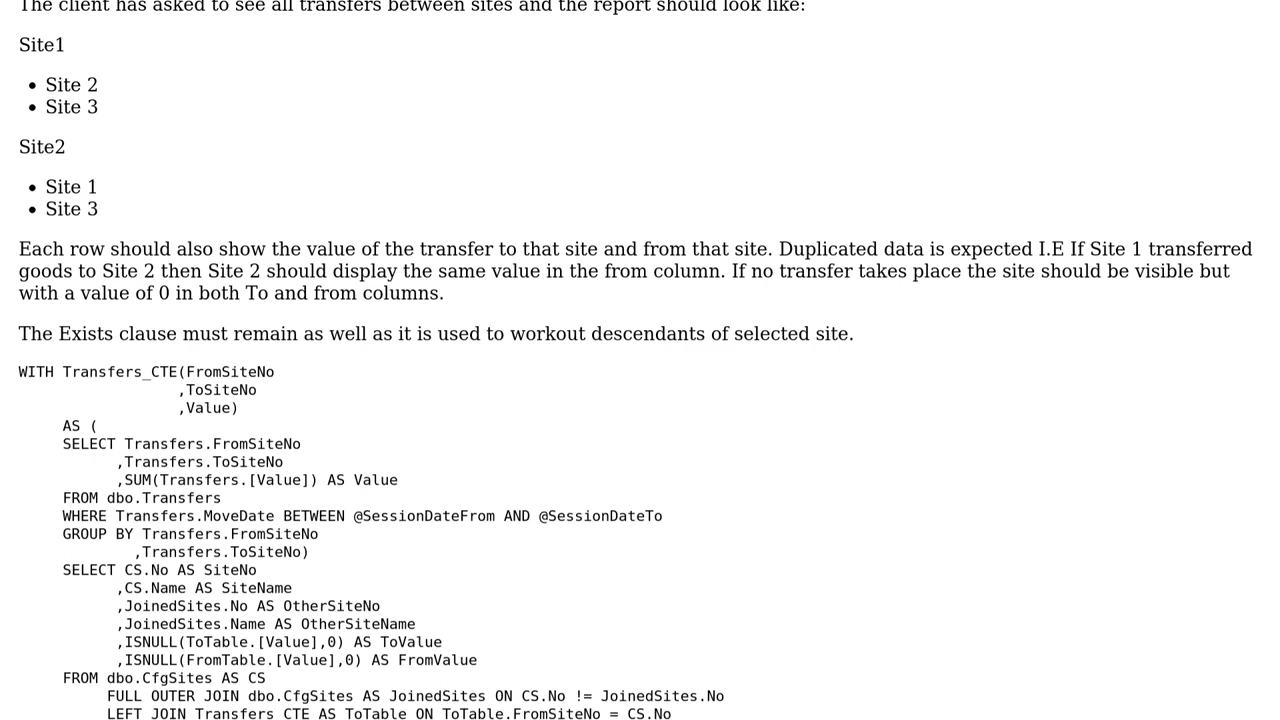 The client has asked to see all transfers between sites and the report should look like:
Site1
• Site 2
• Site 3
Site2
• Site 1
• Site 3
Each row should also show the value of the transfer to that site and from that site. Duplicated data is expected I.E If Site 1 transferred
goods to Site 2 then Site 2 should display the same value in the from column. If no transfer takes place the site should be visible but
with a value of 0 in both To and from columns.
The Exists clause must remain as well as it is used to workout descendants of selected site.
WITH Transfers_CTE(FromSiteNo
                  ,ToSiteNo
                  ,Value)
     AS (
     SELECT Transfers.FromSiteNo
           ,Transfers.ToSiteNo
           ,SUM(Transfers.[Value]) AS Value
     FROM dbo.Transfers
     WHERE Transfers.MoveDate BETWEEN @SessionDateFrom AND @SessionDateTo
     GROUP BY Transfers.FromSiteNo
             ,Transfers.ToSiteNo)
     SELECT CS.No AS SiteNo
           ,CS.Name AS SiteName
           ,JoinedSites.No AS OtherSiteNo
           ,JoinedSites.Name AS OtherSiteName
           ,ISNULL(ToTable.[Value],0) AS ToValue
           ,ISNULL(FromTable.[Value],0) AS FromValue
     FROM dbo.CfgSites AS CS
          FULL OUTER JOIN dbo.CfgSites AS JoinedSites ON CS.No != JoinedSites.No
          LEFT JOIN Transfers_CTE AS ToTable ON ToTable.FromSiteNo = CS.No